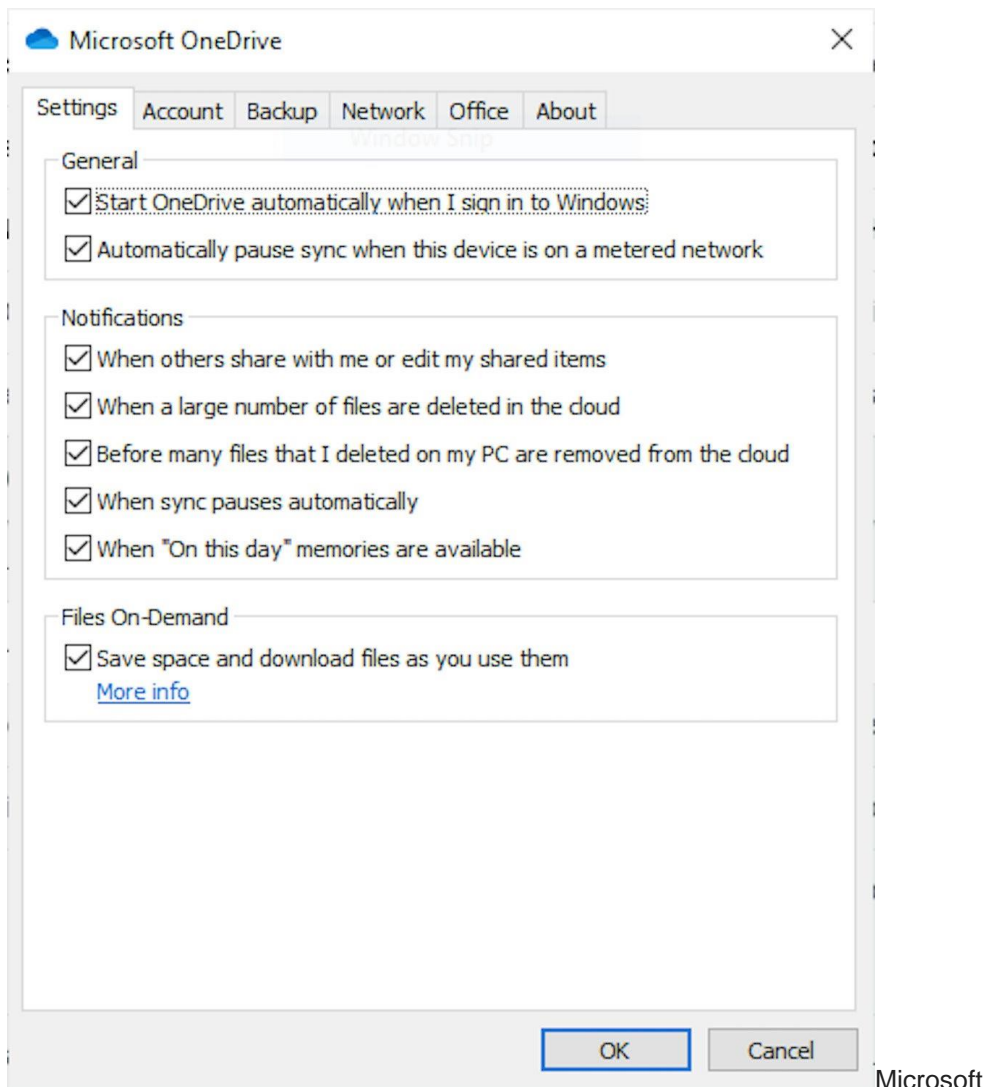 Microsoft OneDrive
Settings Account Backup Network Office About
Window Snip
General
Start OneDrive automatically when I sign in to Windows
Automatically pause sync when this device is on a metered network
Notifications
When others share with me or edit my shared items
When a large number of files are deleted in the cloud
Before many files that I deleted on my PC are removed from the cloud
When sync pauses automatically
When "On this day" memories are available
Files On-Demand
Save space and download files as you use them
More info
OK Cancel
Microsoft